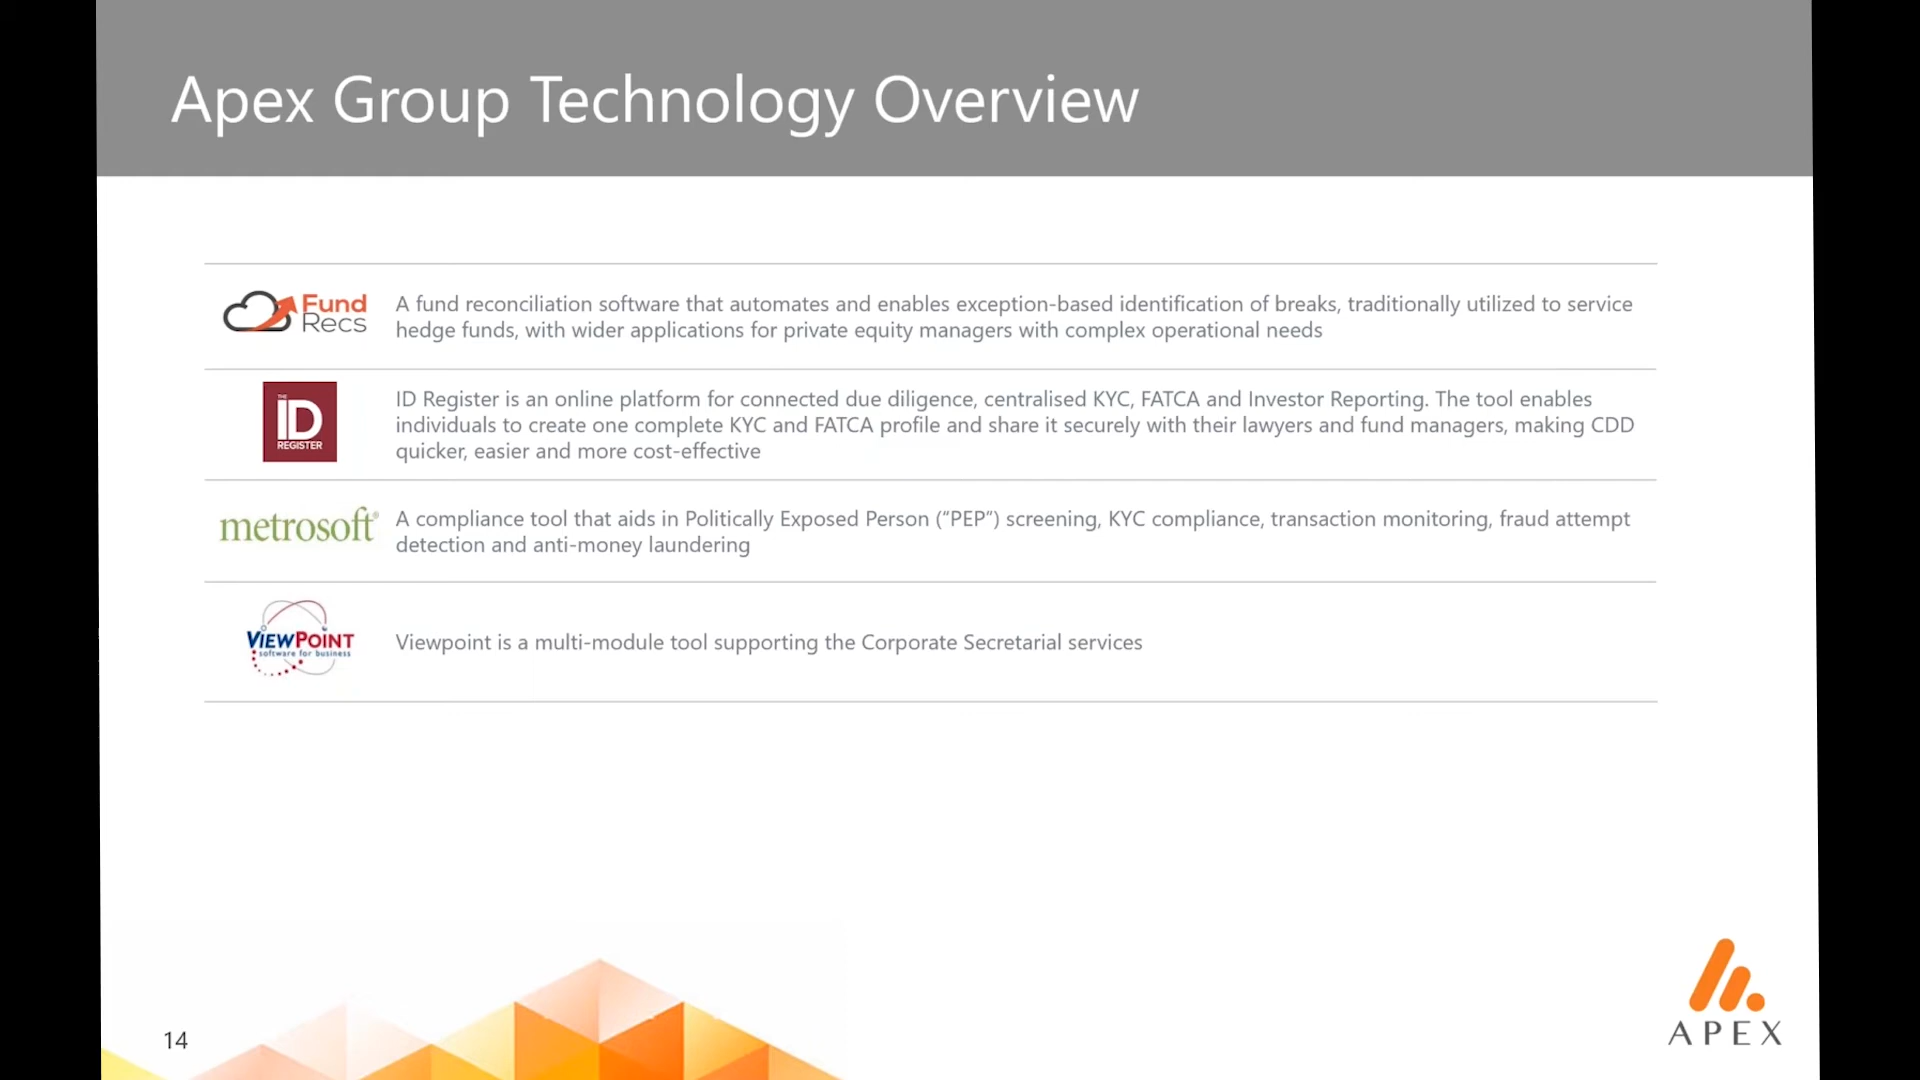 Apex Group Technology Overview
Fund
Recs
A fund reconciliation software that automates and enables exception-based identification of breaks, traditionally utilized to service
hedge funds, with wider applications for private equity managers with complex operational needs
THE
ID
REGISTER
ID Register is an online platform for connected due diligence, centralised KYC, FATCA and Investor Reporting. The tool enables
individuals to create one complete KYC and FATCA profile and share it securely with their lawyers and fund managers, making CDD
quicker, easier and more cost-effective
metrosoft®
A compliance tool that aids in Politically Exposed Person (“PEP”) screening, KYC compliance, transaction monitoring, fraud attempt
detection and anti-money laundering
VIEWPOINT
software for business
Viewpoint is a multi-module tool supporting the Corporate Secretarial services
14
APEX